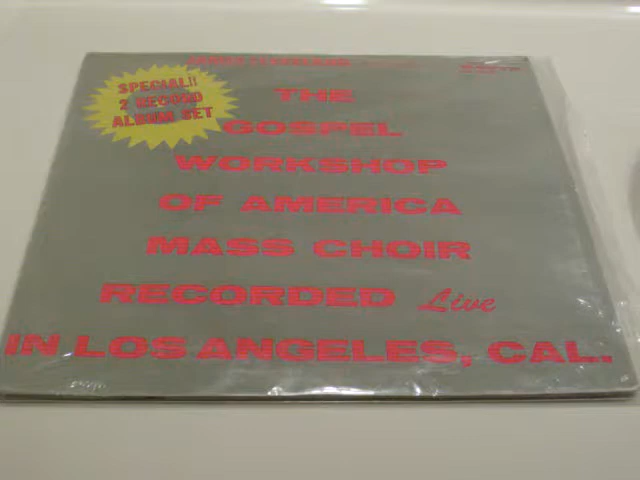 SPECIAL!!
2 RECORD
ALBUM SET
THE
GOSPEL
WORKSHOP
OF AMERICA
MASS CHOIR
RECORDED Live
IN LOS ANGELES, CAL.